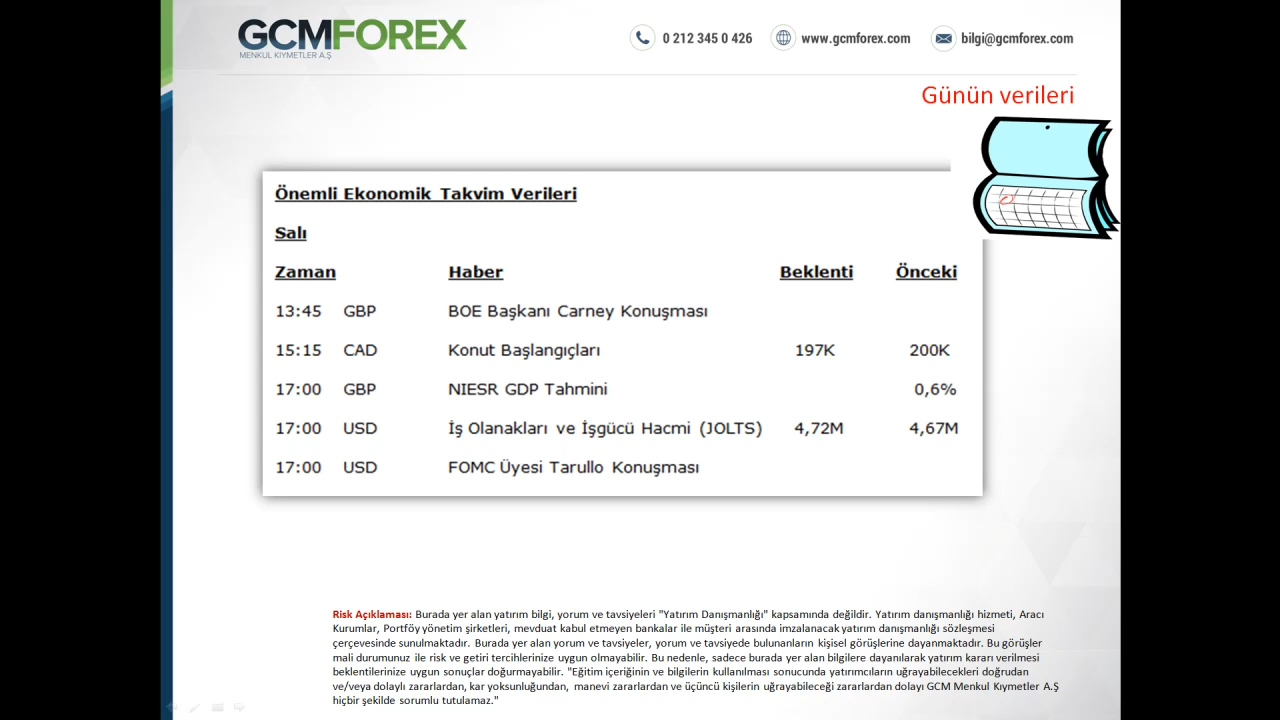 GCMFOREX
MENKUL KIYMETLER A.Ş
0 212 345 0 426
www.gcmforex.com
bilgi@gcmforex.com
Günün verileri
Önemli Ekonomik Takvim Verileri
Salı
Zaman Haber Beklenti Önceki
13:45 GBP BOE Başkanı Carney Konuşması
15:15 CAD Konut Başlangıçları 197K 200K
17:00 GBP NIESR GDP Tahmini 0,6%
17:00 USD İş Olanakları ve İşgücü Hacmi (JOLTS) 4,72M 4,67M
17:00 USD FOMC Üyesi Tarullo Konuşması
Risk Açıklaması: Burada yer alan yatırım bilgi, yorum ve tavsiyeleri "Yatırım Danışmanlığı" kapsamında değildir. Yatırım danışmanlığı hizmeti, Aracı
Kurumlar, Portföy yönetim şirketleri, mevduat kabul etmeyen bankalar ile müşteri arasında imzalanacak yatırım danışmanlığı sözleşmesi
çerçevesinde sunulmaktadır. Burada yer alan yorum ve tavsiyeler, yorum ve tavsiyede bulunanların kişisel görüşlerine dayanmaktadır. Bu görüşler
mali durumunuz ile risk ve getiri tercihlerinize uygun olmayabilir. Bu nedenle, sadece burada yer alan bilgilere dayanılarak yatırım kararı verilmesi
beklentilerinize uygun sonuçlar doğurmayabilir. "Eğitim içeriğinin ve bilgilerin kullanılması sonucunda yatırımcıların uğrayabilecekleri doğrudan
ve/veya dolaylı zararlardan, kar yoksunluğundan, manevi zararlardan ve üçüncü kişilerin uğrayabileceği zararlardan dolayı GCM Menkul Kıymetler A.Ş
hiçbir şekilde sorumlu tutulamaz."